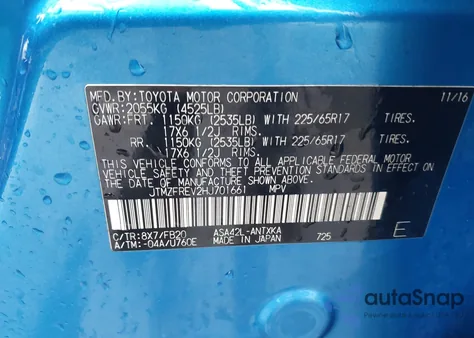 MFD.BY:TOYOTA MOTOR CORPORATION 11/16
GVWR:2055KG (4525LB)
GAWR:FRT. 1150KG (2535LB) WITH 225/65R17 TIRES.
17X6 1/2J RIMS.
RR. 1150KG (2535LB) WITH 225/65R17 TIRES.
17X6 1/2J RIMS.
THIS VEHICLE CONFORMS TO ALL APPLICABLE FEDERAL MOTOR
VEHICLE SAFETY AND THEFT PREVENTION STANDARDS IN EFFECT
ON THE DATE OF MANUFACTURE SHOWN ABOVE.
JTMZFREV2HJ701661 MPV
C/TR:8X7/FB20 ASA42L-ANTXKA
A/TM:-04A/U760E MADE IN JAPAN 725 E
autoSnap